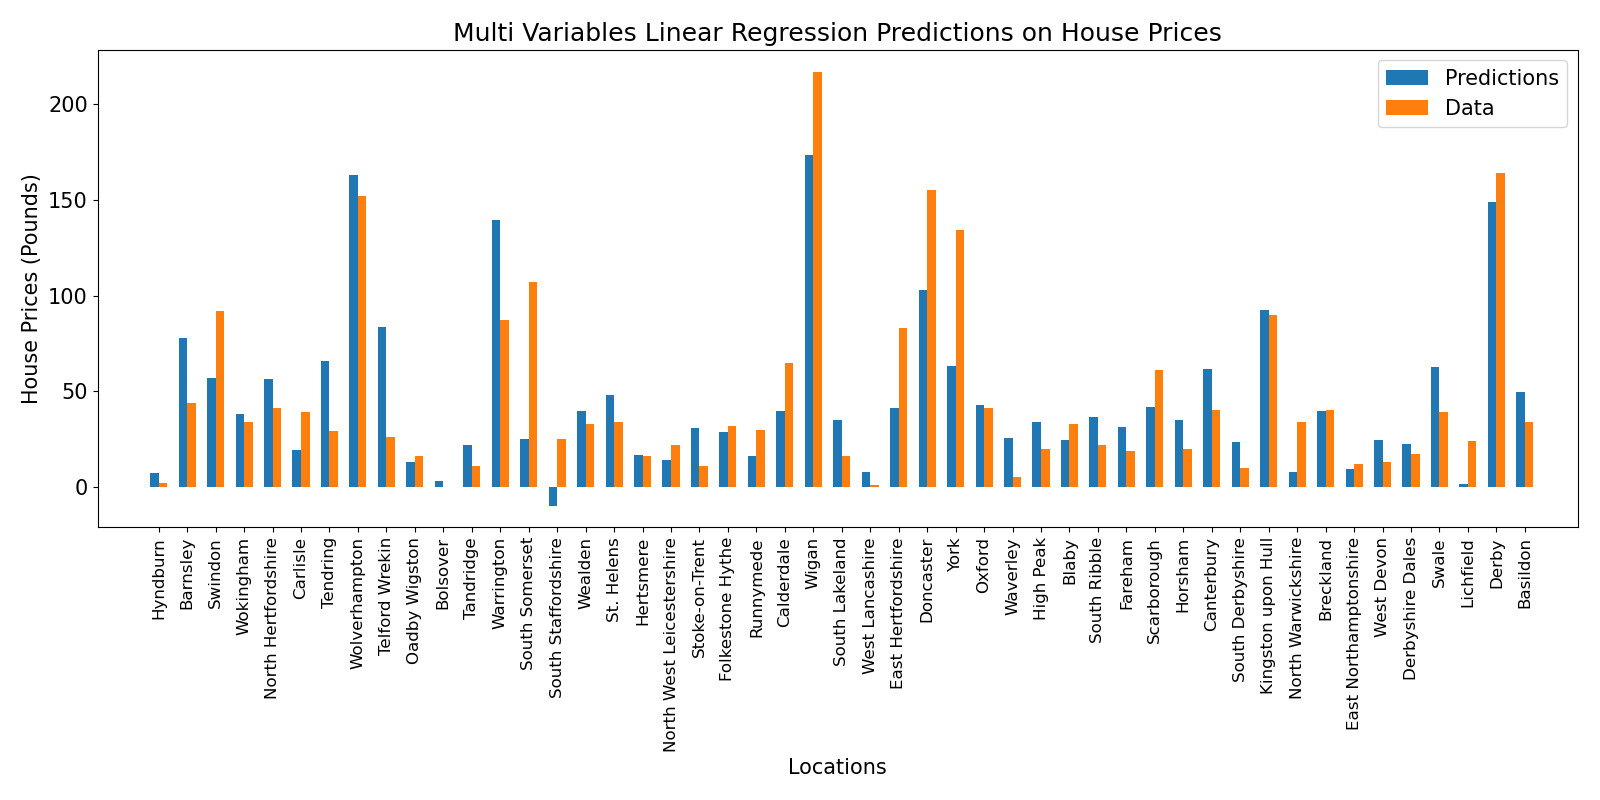 Multi Variables Linear Regression Predictions on House Prices
Predictions
Data
House Prices (Pounds)
200
150
100
50
0
Hyndburn
Barnsley
Swindon
Wokingham
North Hertfordshire
Carlisle
Tendring
Wolverhampton
Telford Wrekin
Oadby Wigston
Bolsover
Tandridge
Warrington
South Somerset
South Staffordshire
Wealden
St. Helens
Hertsmere
North West Leicestershire
Stoke-on-Trent
Folkestone Hythe
Runnymede
Calderdale
Wigan
South Lakeland
West Lancashire
East Hertfordshire
Doncaster
York
Oxford
Waverley
High Peak
Blaby
South Ribble
Fareham
Scarborough
Horsham
Canterbury
South Derbyshire
Kingston upon Hull
North Warwickshire
Breckland
East Northamptonshire
West Devon
Derbyshire Dales
Swale
Lichfield
Derby
Basildon
Locations